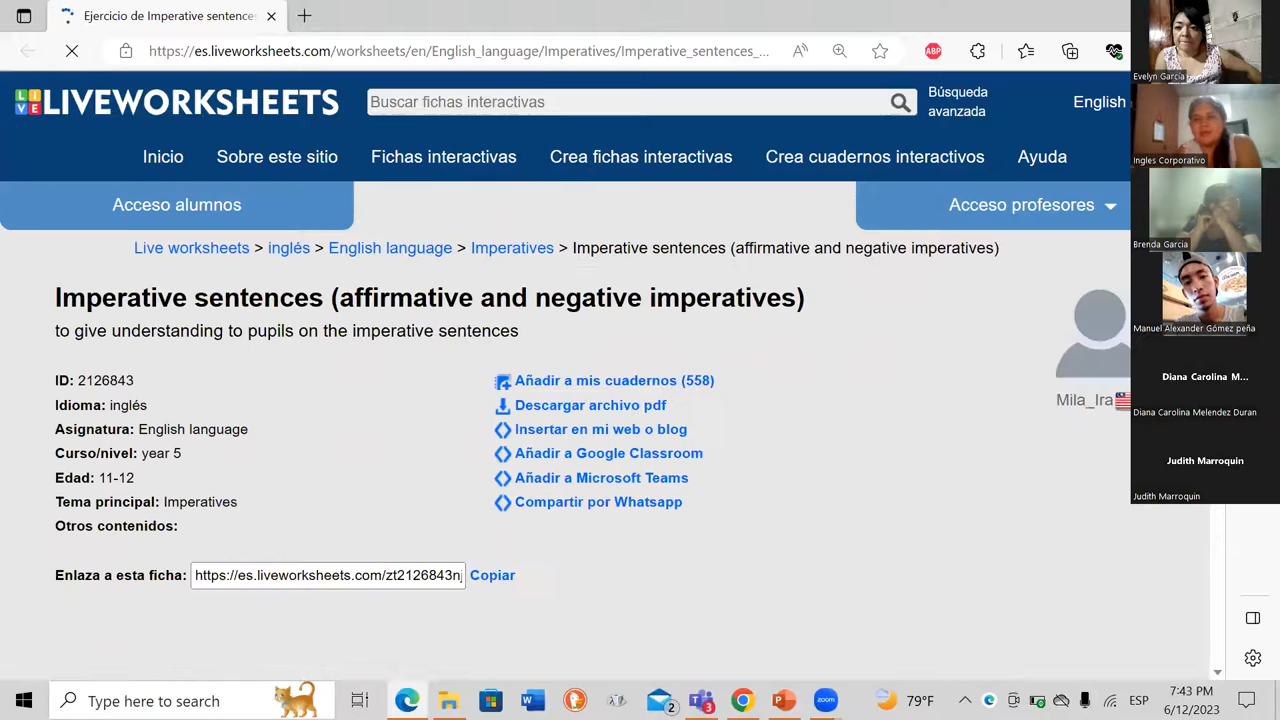 Ejercicio de Imperative sentences
https://es.liveworksheets.com/worksheets/en/English_language/Imperatives/Imperative_sentences_...
ABP
LIVE
LIVEWORKSHEETS
Buscar fichas interactivas
Búsqueda
avanzada
English
Inicio
Sobre este sitio
Fichas interactivas
Crea fichas interactivas
Crea cuadernos interactivos
Ayuda
Acceso alumnos
Acceso profesores
Live worksheets > inglés > English language > Imperatives > Imperative sentences (affirmative and negative imperatives)
Imperative sentences (affirmative and negative imperatives)
to give understanding to pupils on the imperative sentences
ID: 2126843
Idioma: inglés
Asignatura: English language
Curso/nivel: year 5
Edad: 11-12
Tema principal: Imperatives
Otros contenidos:
Añadir a mis cuadernos (558)
Descargar archivo pdf
Insertar en mi web o blog
Añadir a Google Classroom
Añadir a Microsoft Teams
Compartir por Whatsapp
Mila_Ira
Enlaza a esta ficha: https://es.liveworksheets.com/zt2126843nj Copiar
Evelyn Garcia
Ingles Corporativo
Brenda Garcia
Manuel Alexander Gómez peña
Diana Carolina M...
Diana Carolina Melendez Duran
Judith Marroquin
Judith Marroquin
Type here to search
2
3
zoom
79°F
ESP
7:43 PM
6/12/2023